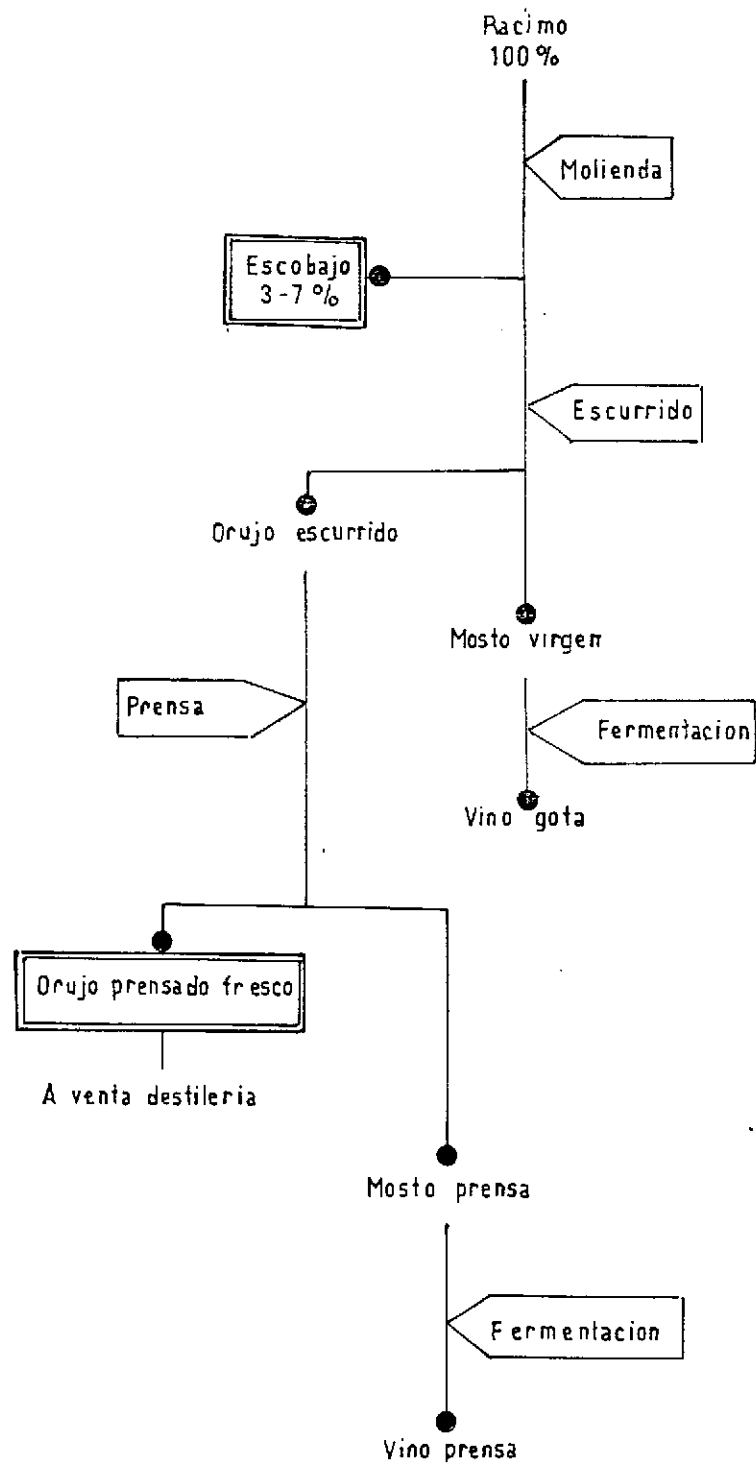 Racimo
100%
Molienda
Escobajo
3-7%
Escurrido
Orujo escurrido
Mosto virgen
Prensa
Fermentacion
Vino gota
Orujo prensado fresco
A venta destileria
Mosto prensa
Fermentacion
Vino prensa